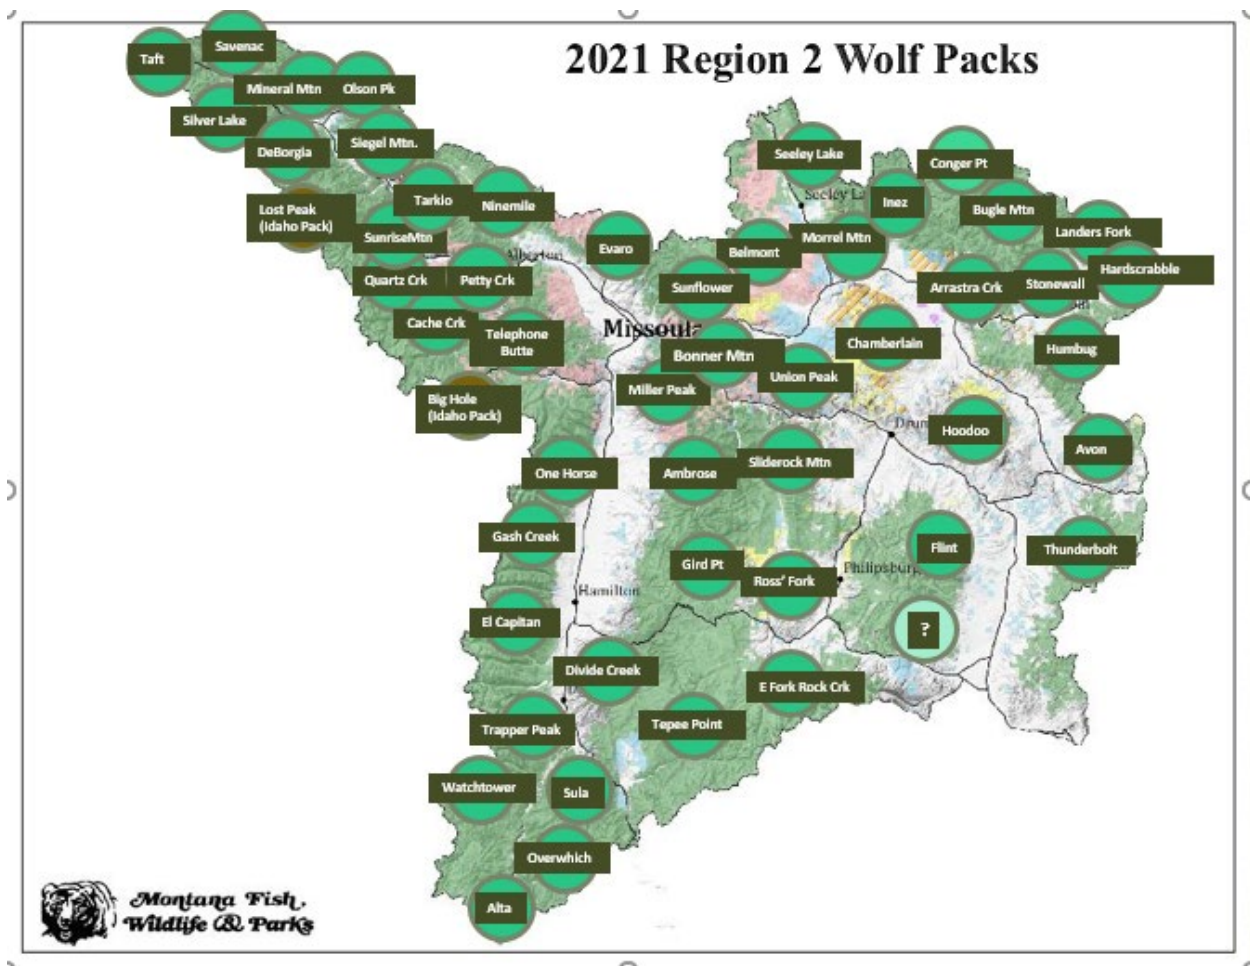 2021 Region 2 Wolf Packs
Savenac
Taft
Mineral Mtn
Olson Pk
Silver Lake
Siegel Mtn.
DeBorgia
Seeley Lake
Conger Pt
Seeley
Inez
Tarkio
Ninemile
Bugle Mtn
Lost Peak
(Idaho Pack)
SunriseMtn
Evaro
Morrel Mtn
Landers Fork
Belmont
Hardscrabble
Quartz Crk
Petty Crk
Sunflower
Arrastra Crk
Stonewall
Cache Crk
Missoula
Telephone
Butte
Bonner Mtn
Chamberlain
Humbug
Union Peak
Miller Peak
Big Hole
(Idaho Pack)
Drum
Hoodoo
Avon
One Horse
Ambrose
Sliderock Mtn
Gash Creek
Flint
Thunderbolt
Gird Pt
Ross' Fork
Philipsburg
Hamilton
El Capitan
?
Divide Creek
E Fork Rock Crk
Trapper Peak
Tepee Point
Watchtower
Sula
Overwhich
Alta
Montana Fish,
Wildlife & Parks